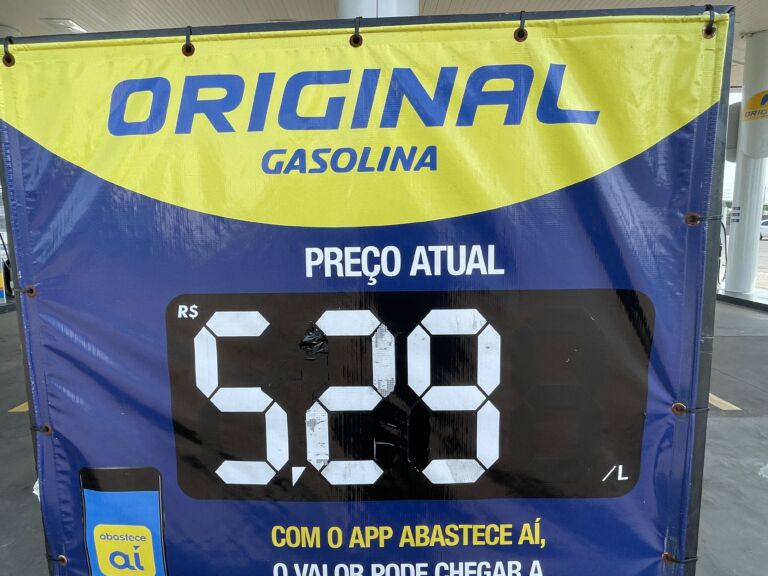 ORIGINAL
GASOLINA
PREÇO ATUAL
R$ 5,29 /L
COM O APP ABASTECE AÍ,
O VALOR PODE CHEGAR A
abastece
aí